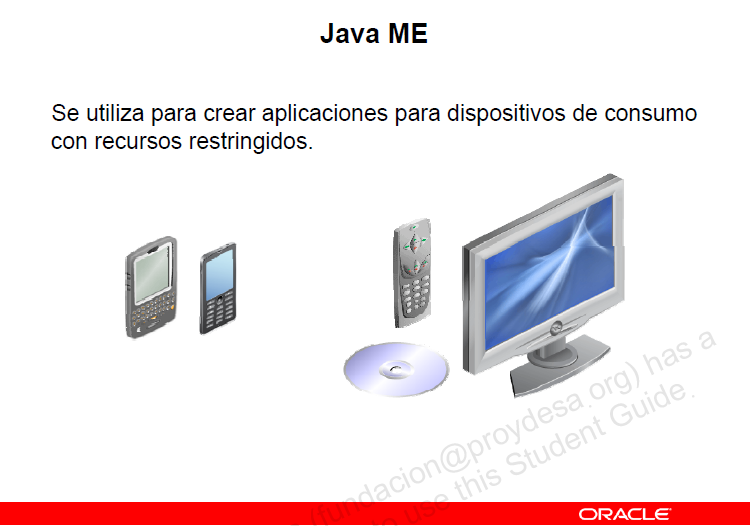 Java ME
Se utiliza para crear aplicaciones para dispositivos de consumo
con recursos restringidos.
(fundacion@proydesa.org) has a
to use this Student Guide.
ORACLE